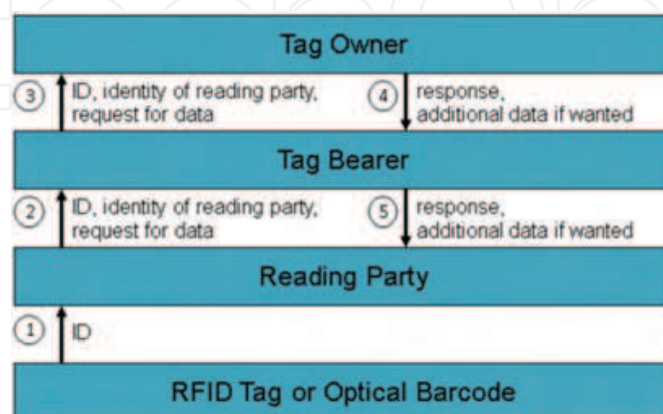 Tag Owner
3 ID, identity of reading party, 4 response,
request for data additional data if wanted
Tag Bearer
2 ID, identity of reading party, 5 response,
request for data additional data if wanted
Reading Party
1 ID
RFID Tag or Optical Barcode